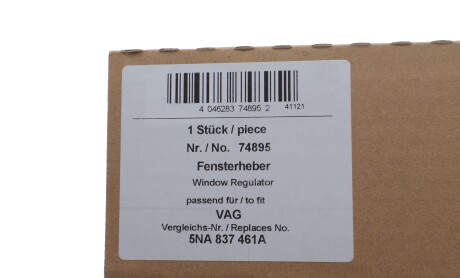 4 046283 74895 2 41121
1 Stück / piece
Nr. / No. 74895
Fensterheber
Window Regulator
passend für / to fit
VAG
Vergleichs-Nr. / Replaces No.
5NA 837 461A